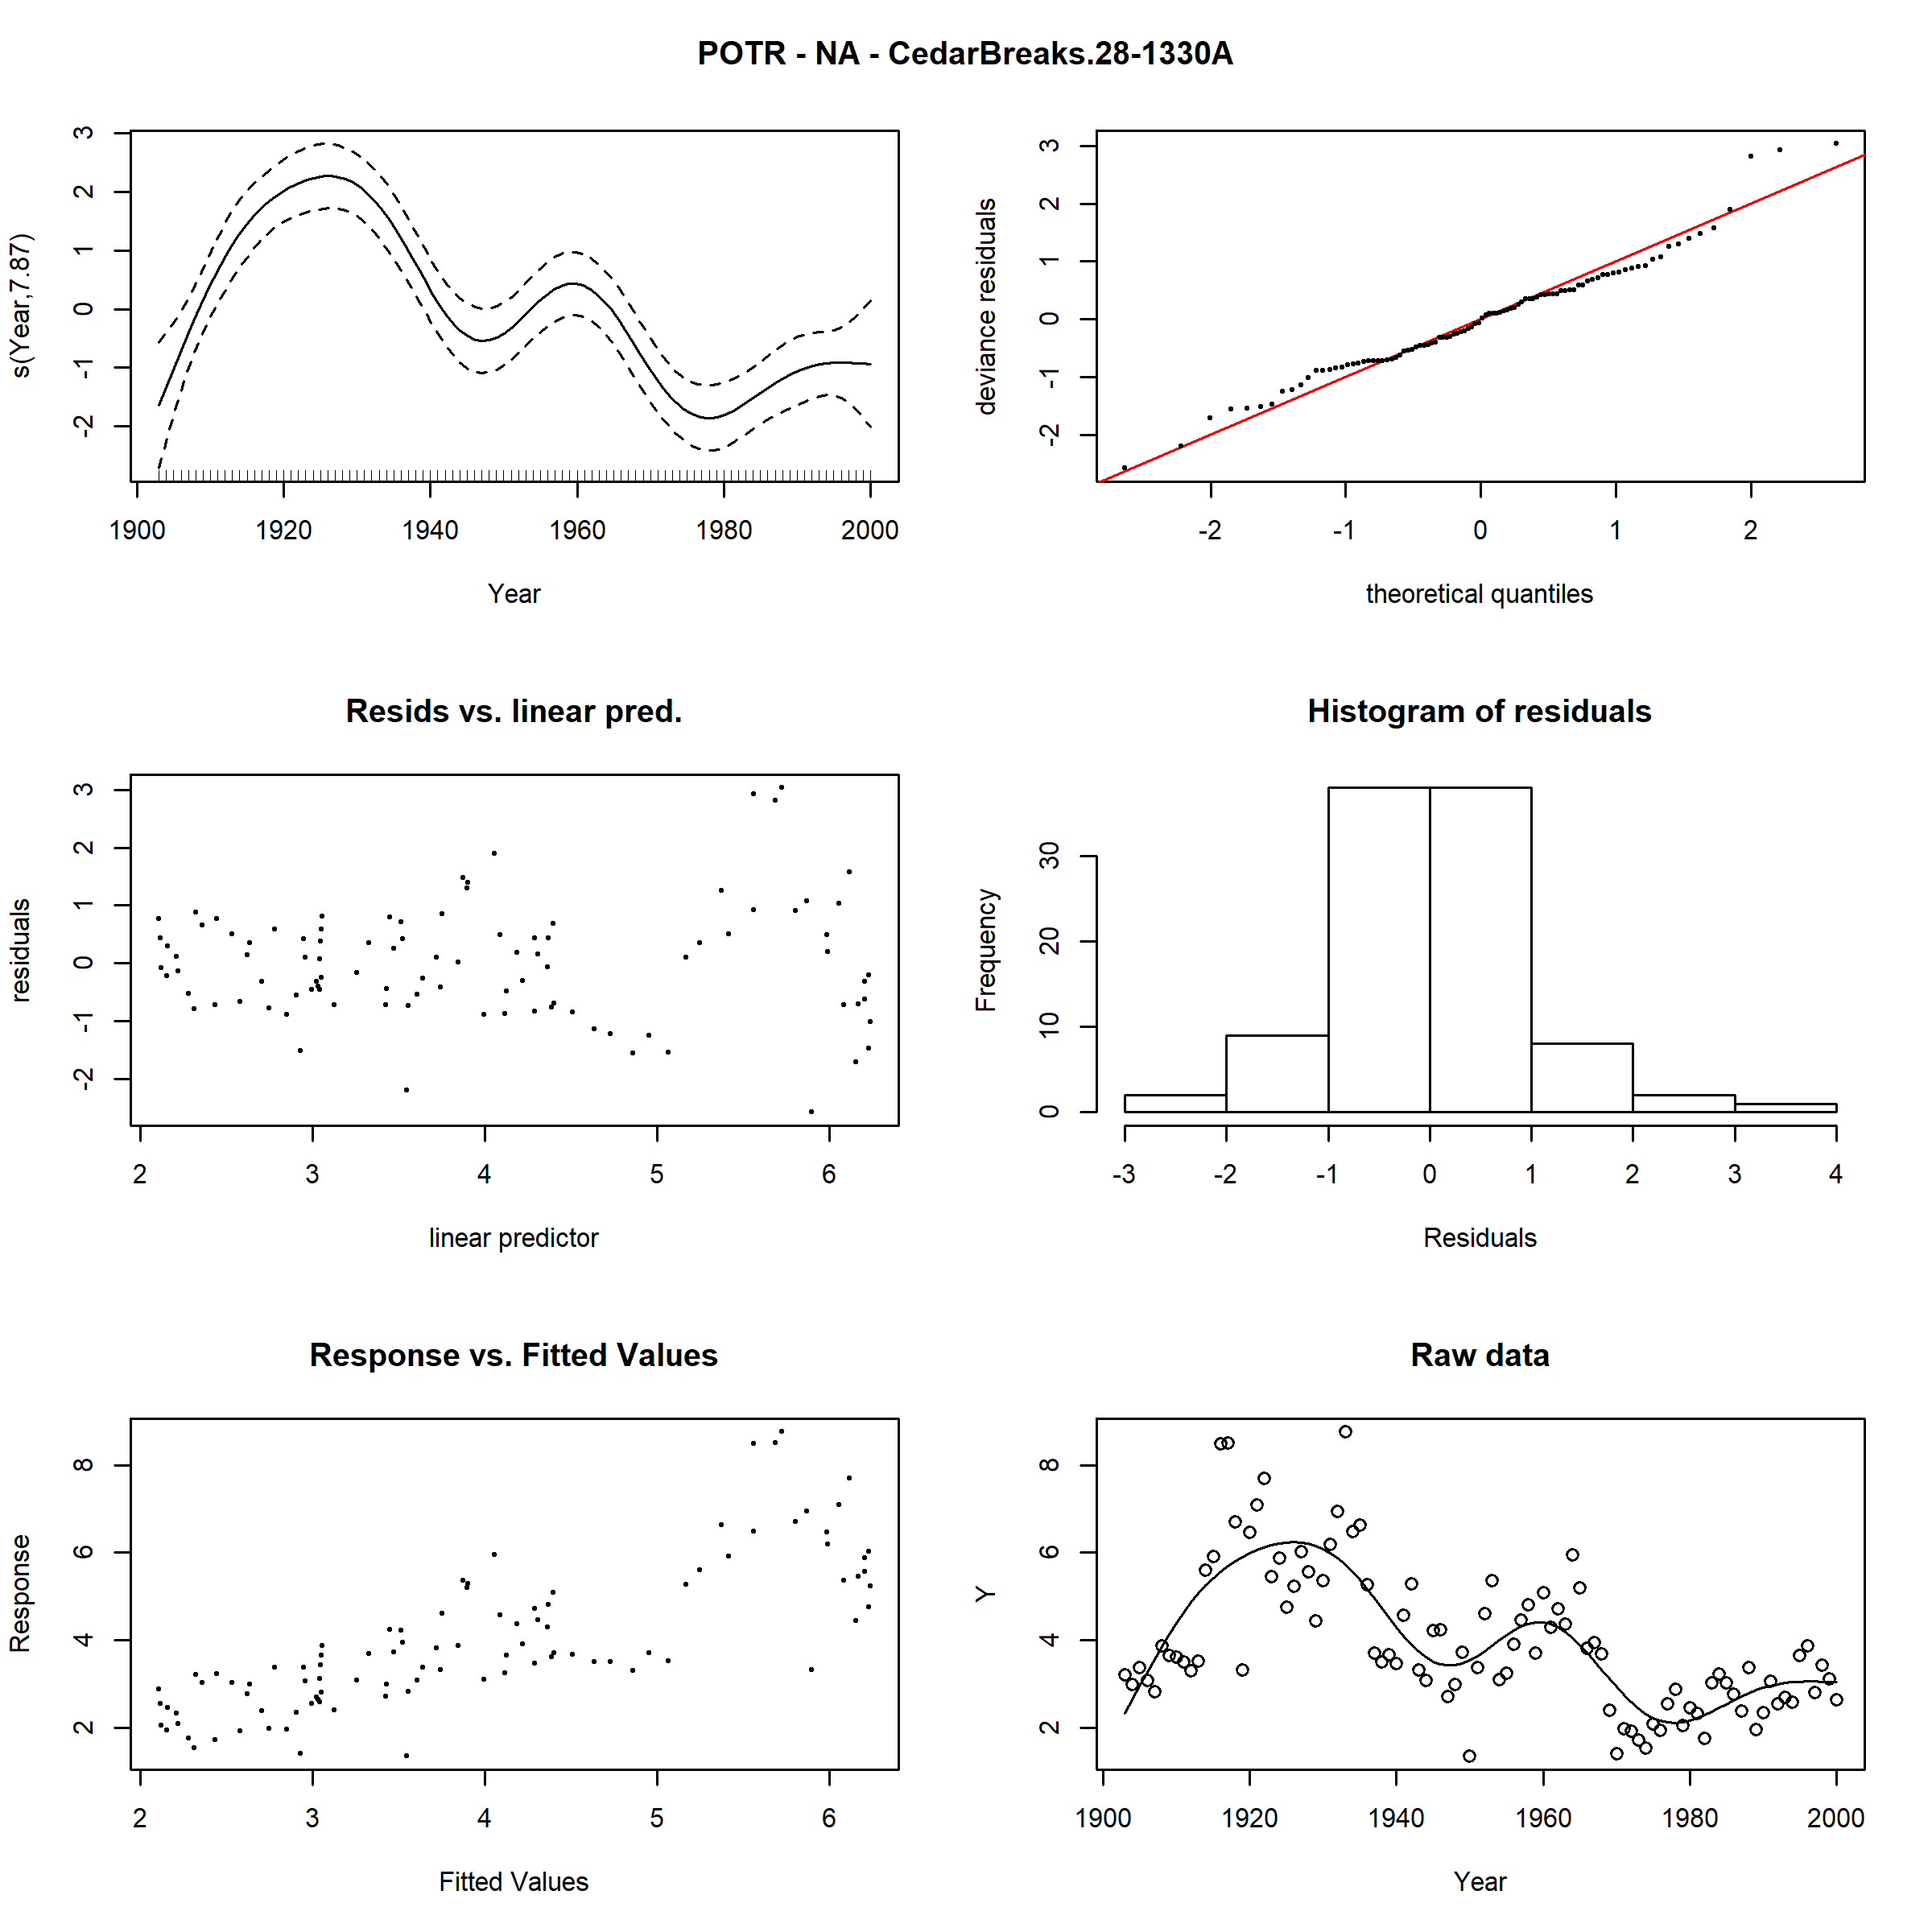 POTR - NA - CedarBreaks.28-1330A
s(Year,7.87)
3
2
1
0
-1
-2
1900 1920 1940 1960 1980 2000
Year
deviance residuals
3
2
1
0
-1
-2
-2 -1 0 1 2
theoretical quantiles
Resids vs. linear pred.
residuals
3
2
1
0
-1
-2
2 3 4 5 6
linear predictor
Histogram of residuals
Frequency
30
20
10
0
-3 -2 -1 0 1 2 3 4
Residuals
Response vs. Fitted Values
Response
8
6
4
2
2 3 4 5 6
Fitted Values
Raw data
Y
8
6
4
2
1900 1920 1940 1960 1980 2000
Year